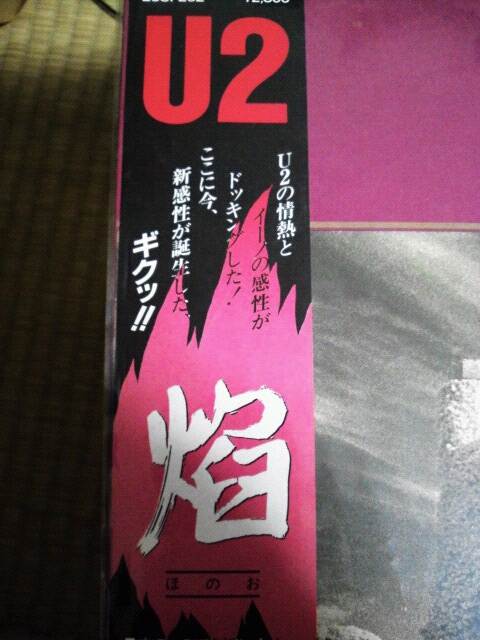 U2
U2の情熱と
イーノの感性が
ドッキングした!
ここに今、
新感性が誕生した。
ギクッ!!
焰
ほのお